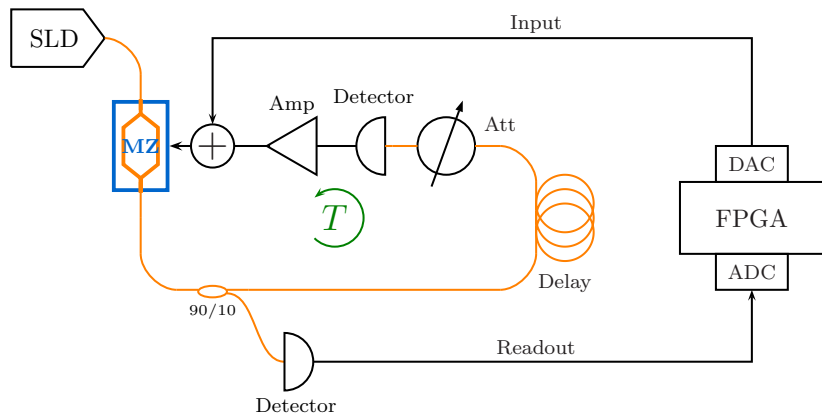 SLD
Input
Detector
Amp
Att
MZ
+
DAC
FPGA
ADC
T
Delay
90/10
Readout
Detector